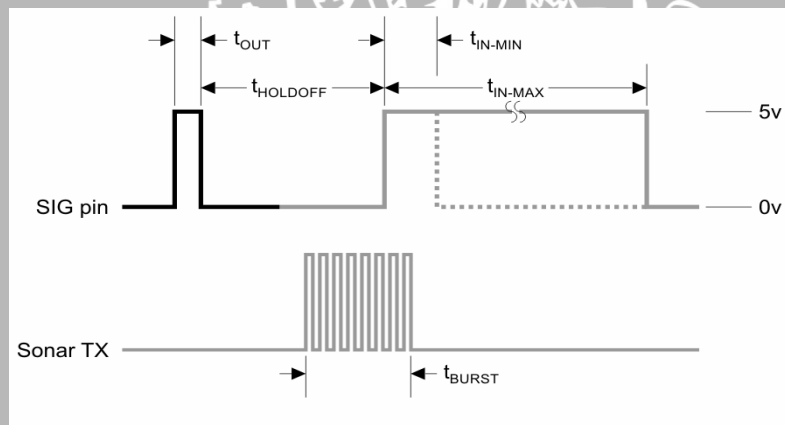 tOUT
tIN-MIN
tHOLDOFF
tIN-MAX
5v
SIG pin
0v
Sonar TX
tBURST